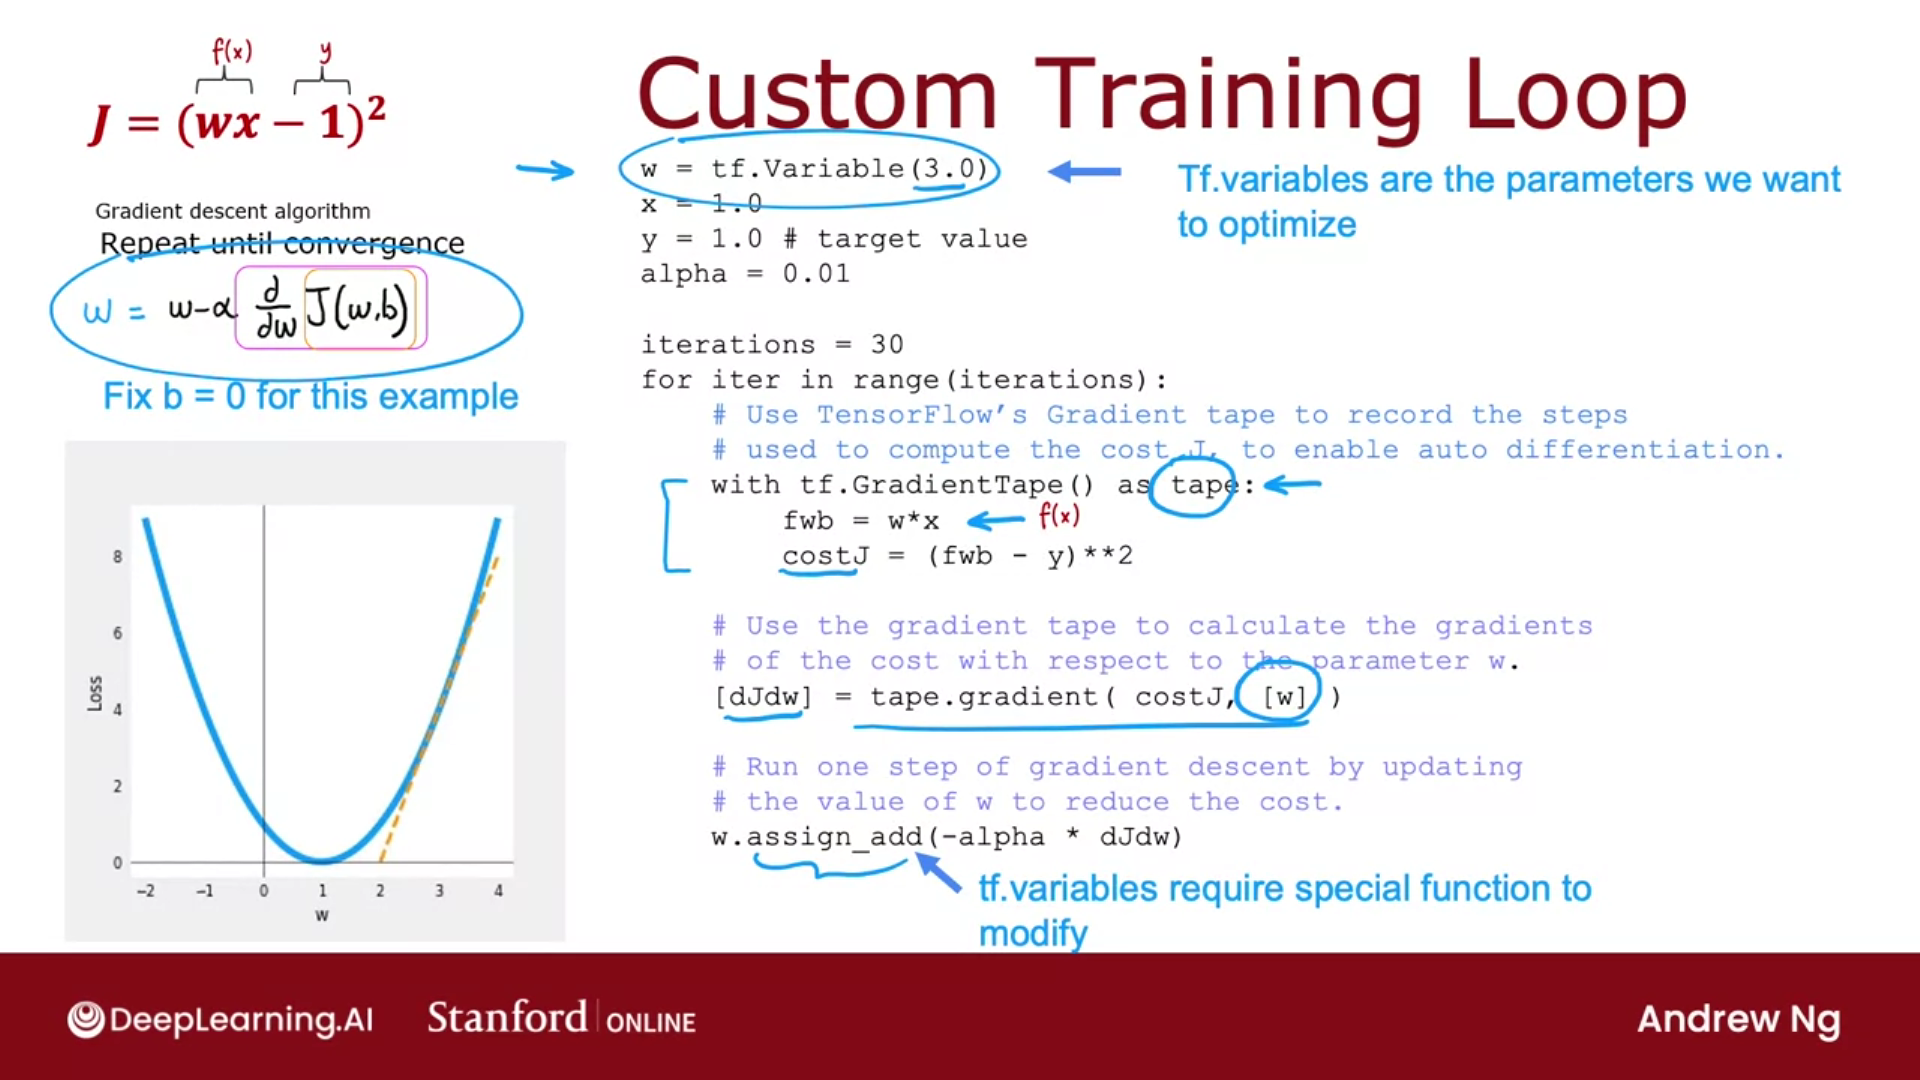 f(x) y
J = (wx − 1)²
Custom Training Loop
Gradient descent algorithm
Repeat until convergence
w = w-α d/dw J(w,b)
Fix b = 0 for this example
w = tf.Variable(3.0)
x = 1.0
y = 1.0 # target value
alpha = 0.01
Tf.variables are the parameters we want
to optimize
iterations = 30
for iter in range(iterations):
# Use TensorFlow’s Gradient tape to record the steps
# used to compute the cost J, to enable auto differentiation.
with tf.GradientTape() as tape:
fwb = w*x f(x)
costJ = (fwb - y)**2
# Use the gradient tape to calculate the gradients
# of the cost with respect to the parameter w.
[dJdw] = tape.gradient( costJ, [w] )
# Run one step of gradient descent by updating
# the value of w to reduce the cost.
w.assign_add(-alpha * dJdw)
tf.variables require special function to
modify
Loss
8
6
4
2
0
−2 −1 0 1 2 3 4
w
DeepLearning.AI Stanford ONLINE Andrew Ng